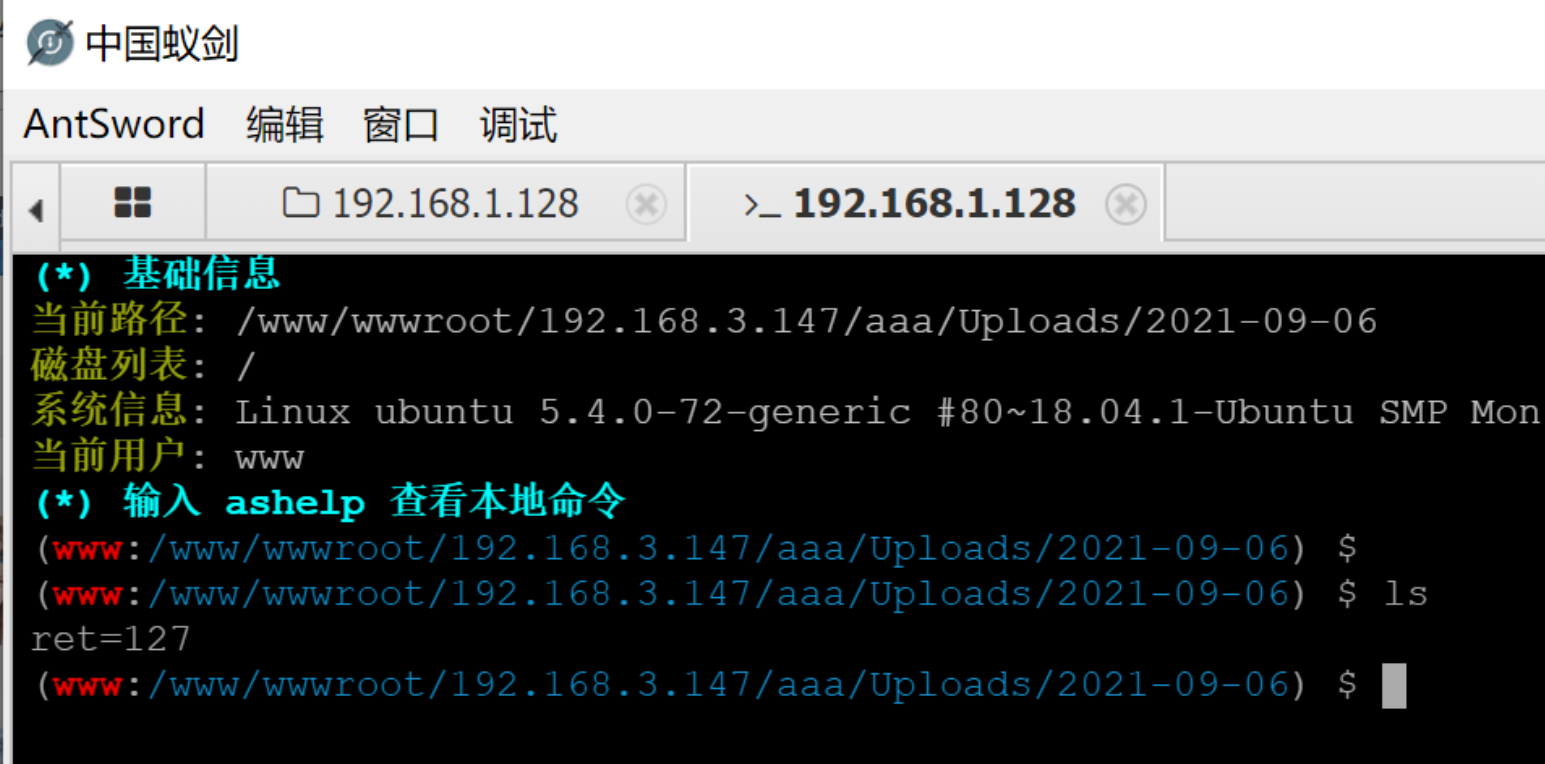 中国蚁剑
AntSword 编辑 窗口 调试
192.168.1.128 >_ 192.168.1.128
(*) 基础信息
当前路径: /www/wwwroot/192.168.3.147/aaa/Uploads/2021-09-06
磁盘列表: /
系统信息: Linux ubuntu 5.4.0-72-generic #80~18.04.1-Ubuntu SMP Mon
当前用户: www
(*) 输入 ashelp 查看本地命令
(www:/www/wwwroot/192.168.3.147/aaa/Uploads/2021-09-06) $
(www:/www/wwwroot/192.168.3.147/aaa/Uploads/2021-09-06) $ ls
ret=127
(www:/www/wwwroot/192.168.3.147/aaa/Uploads/2021-09-06) $